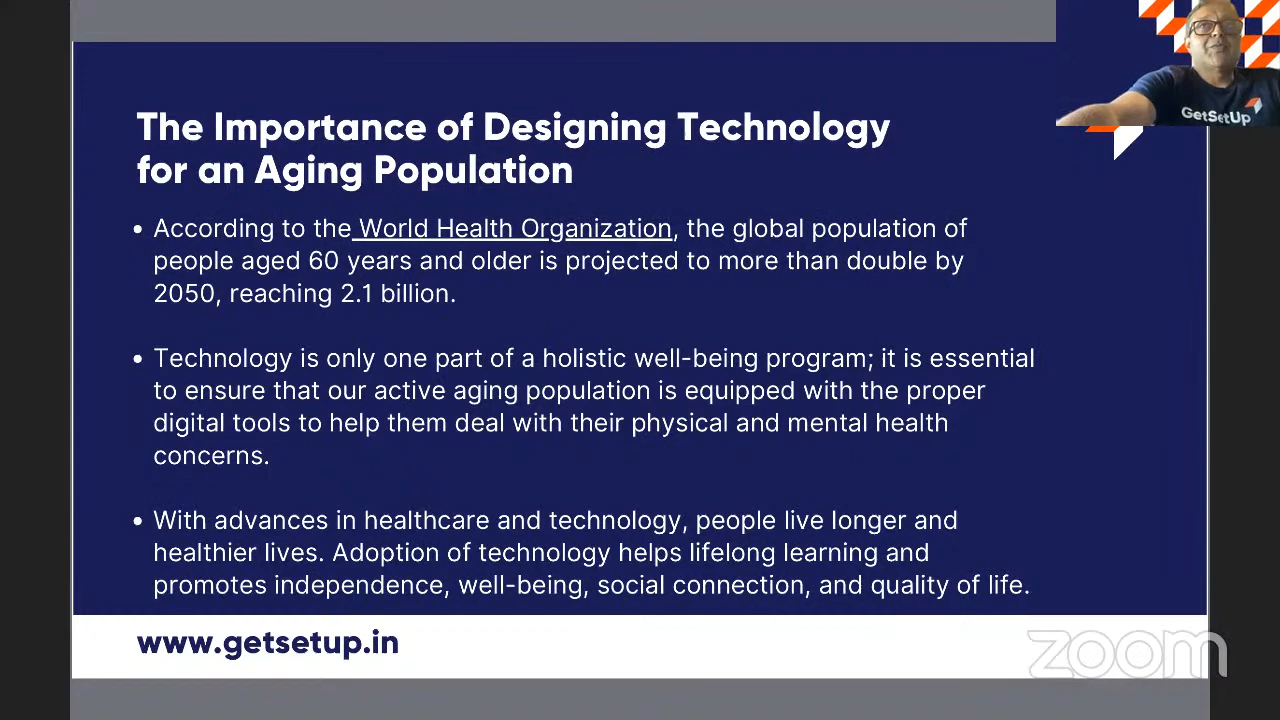 The Importance of Designing Technology
for an Aging Population
• According to the World Health Organization, the global population of
people aged 60 years and older is projected to more than double by
2050, reaching 2.1 billion.
• Technology is only one part of a holistic well-being program; it is essential
to ensure that our active aging population is equipped with the proper
digital tools to help them deal with their physical and mental health
concerns.
• With advances in healthcare and technology, people live longer and
healthier lives. Adoption of technology helps lifelong learning and
promotes independence, well-being, social connection, and quality of life.
www.getsetup.in
zoom
GetSetUp